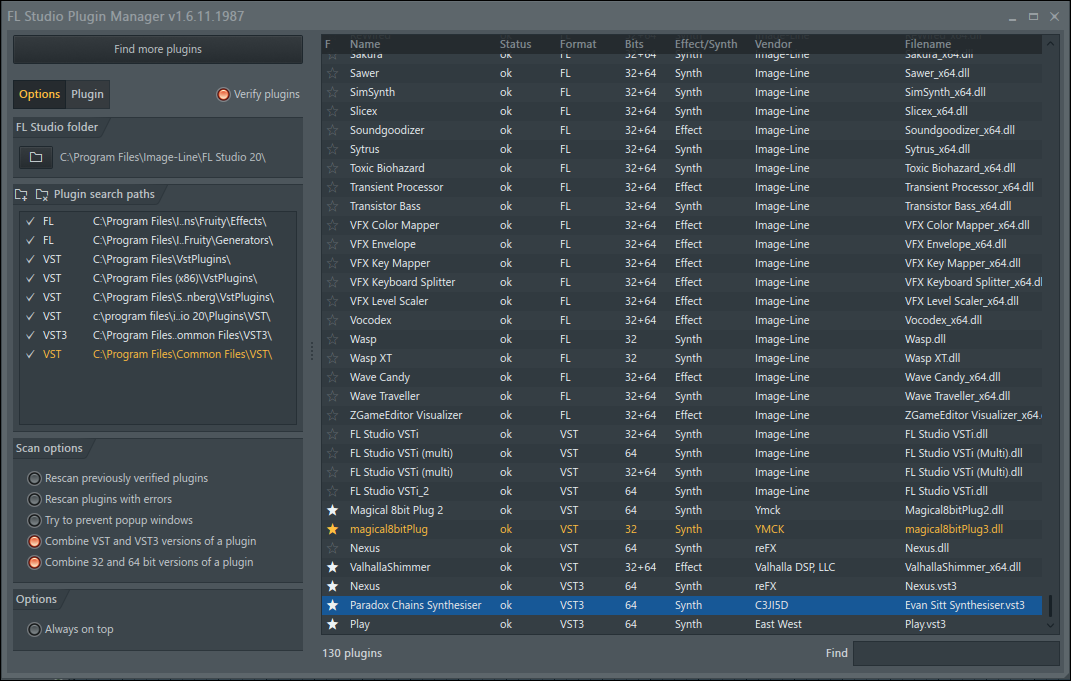 FL Studio Plugin Manager v1.6.11.1987
Find more plugins
Options Plugin Verify plugins
FL Studio folder
C:\Program Files\Image-Line\FL Studio 20\
Plugin search paths
FL C:\Program Files\I..ns\Fruity\Effects\
FL C:\Program Files\I..Fruity\Generators\
VST C:\Program Files\VstPlugins\
VST C:\Program Files (x86)\VstPlugins\
VST C:\Program Files\S..nberg\VstPlugins\
VST c:\program files\i..io 20\Plugins\VST\
VST3 C:\Program Files..ommon Files\VST3\
VST C:\Program Files\Common Files\VST\
Scan options
Rescan previously verified plugins
Rescan plugins with errors
Try to prevent popup windows
Combine VST and VST3 versions of a plugin
Combine 32 and 64 bit versions of a plugin
Options
Always on top
F Name Status Format Bits Effect/Synth Vendor Filename
Sakura ok FL 32+64 Synth Image-Line Sakura_x64.dll
Sawer ok FL 32+64 Synth Image-Line Sawer_x64.dll
SimSynth ok FL 32+64 Synth Image-Line SimSynth_x64.dll
Slicex ok FL 32+64 Synth Image-Line Slicex_x64.dll
Soundgoodizer ok FL 32+64 Effect Image-Line Soundgoodizer_x64.dll
Sytrus ok FL 32+64 Synth Image-Line Sytrus_x64.dll
Toxic Biohazard ok FL 32+64 Synth Image-Line Toxic Biohazard_x64.dll
Transient Processor ok FL 32+64 Effect Image-Line Transient Processor_x64.dll
Transistor Bass ok FL 32+64 Synth Image-Line Transistor Bass_x64.dll
VFX Color Mapper ok FL 32+64 Effect Image-Line VFX Color Mapper_x64.dll
VFX Envelope ok FL 32+64 Effect Image-Line VFX Envelope_x64.dll
VFX Key Mapper ok FL 32+64 Effect Image-Line VFX Key Mapper_x64.dll
VFX Keyboard Splitter ok FL 32+64 Effect Image-Line VFX Keyboard Splitter_x64.dl
VFX Level Scaler ok FL 32+64 Effect Image-Line VFX Level Scaler_x64.dll
Vocodex ok FL 32+64 Effect Image-Line Vocodex_x64.dll
Wasp ok FL 32 Synth Image-Line Wasp.dll
Wasp XT ok FL 32 Synth Image-Line Wasp XT.dll
Wave Candy ok FL 32+64 Effect Image-Line Wave Candy_x64.dll
Wave Traveller ok FL 32+64 Synth Image-Line Wave Traveller_x64.dll
ZGameEditor Visualizer ok FL 32+64 Effect Image-Line ZGameEditor Visualizer_x64.
FL Studio VSTi ok VST 32+64 Synth Image-Line FL Studio VSTi.dll
FL Studio VSTi (multi) ok VST 64 Synth Image-Line FL Studio VSTi (Multi).dll
FL Studio VSTi (multi) ok VST 32+64 Synth Image-Line FL Studio VSTi (Multi).dll
FL Studio VSTi_2 ok VST 64 Synth Image-Line FL Studio VSTi.dll
Magical 8bit Plug 2 ok VST 64 Synth Ymck Magical8bitPlug2.dll
magical8bitPlug ok VST 32 Synth YMCK magical8bitPlug3.dll
Nexus ok VST 64 Synth reFX Nexus.dll
ValhallaShimmer ok VST 32+64 Effect Valhalla DSP, LLC ValhallaShimmer_x64.dll
Nexus ok VST3 64 Synth reFX Nexus.vst3
Paradox Chains Synthesiser ok VST3 64 Synth C3JI5D Evan Sitt Synthesiser.vst3
Play ok VST3 64 Synth East West Play.vst3
130 plugins Find